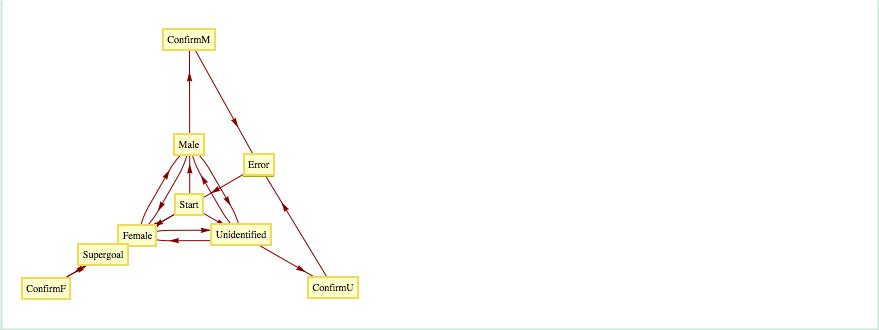 ConfirmM
Male
Error
Start
Female
Unidentified
Supergoal
ConfirmF
ConfirmU